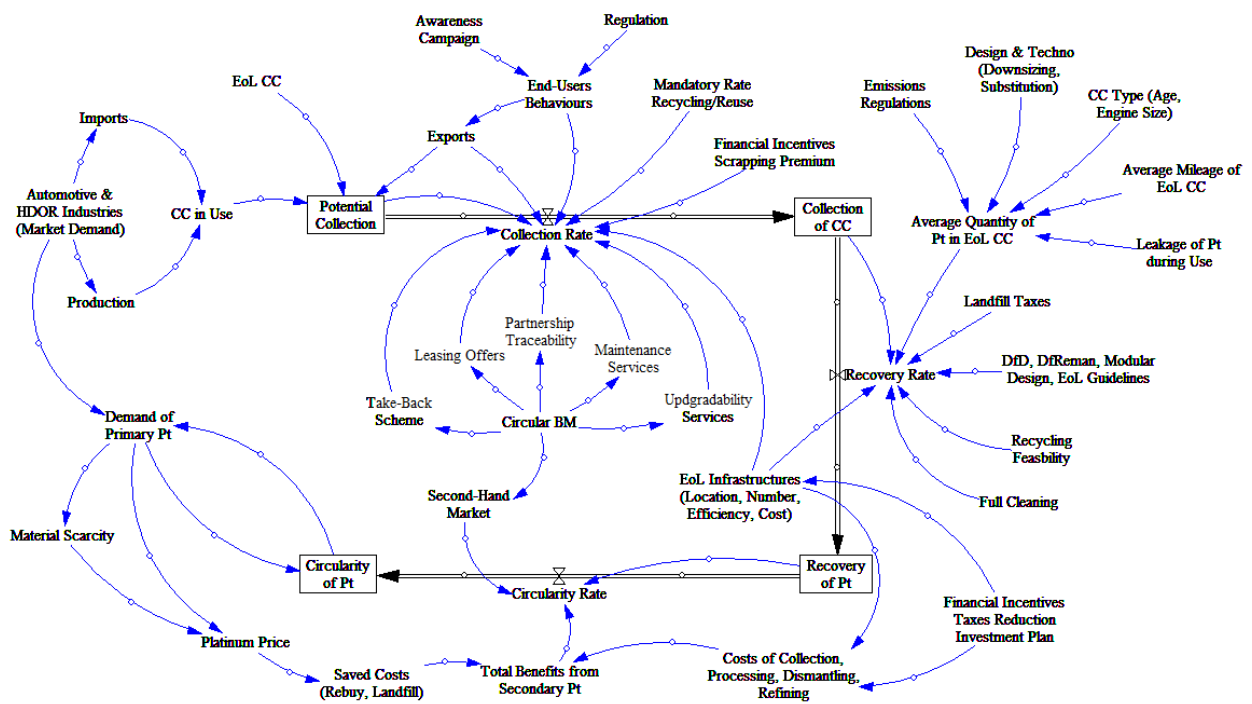 Awareness
Campaign
Regulation
EoL CC
End-Users
Behaviours
Mandatory Rate
Recycling/Reuse
Emissions
Regulations
Design & Techno
(Downsizing,
Substitution)
CC Type (Age,
Engine Size)
Imports
Exports
Financial Incentives
Scrapping Premium
Average Mileage of
EoL CC
Automotive &
HDOR Industries
(Market Demand)
CC in Use
Potential
Collection
Collection Rate
Collection
of CC
Average Quantity of
Pt in EoL CC
Leakage of Pt
during Use
Production
Landfill Taxes
Leasing Offers
Partnership
Traceability
Maintenance
Services
Recovery Rate
DfD, DfReman, Modular
Design, EoL Guidelines
Take-Back
Scheme
Circular BM
Updgradability
Services
Demand of
Primary Pt
Recycling
Feasbility
Second-Hand
Market
EoL Infrastructures
(Location, Number,
Efficiency, Cost)
Full Cleaning
Material Scarcity
Circularity
of Pt
Circularity Rate
Recovery
of Pt
Financial Incentives
Taxes Reduction
Investment Plan
Platinum Price
Saved Costs
(Rebuy, Landfill)
Total Benefits from
Secondary Pt
Costs of Collection,
Processing, Dismantling,
Refining